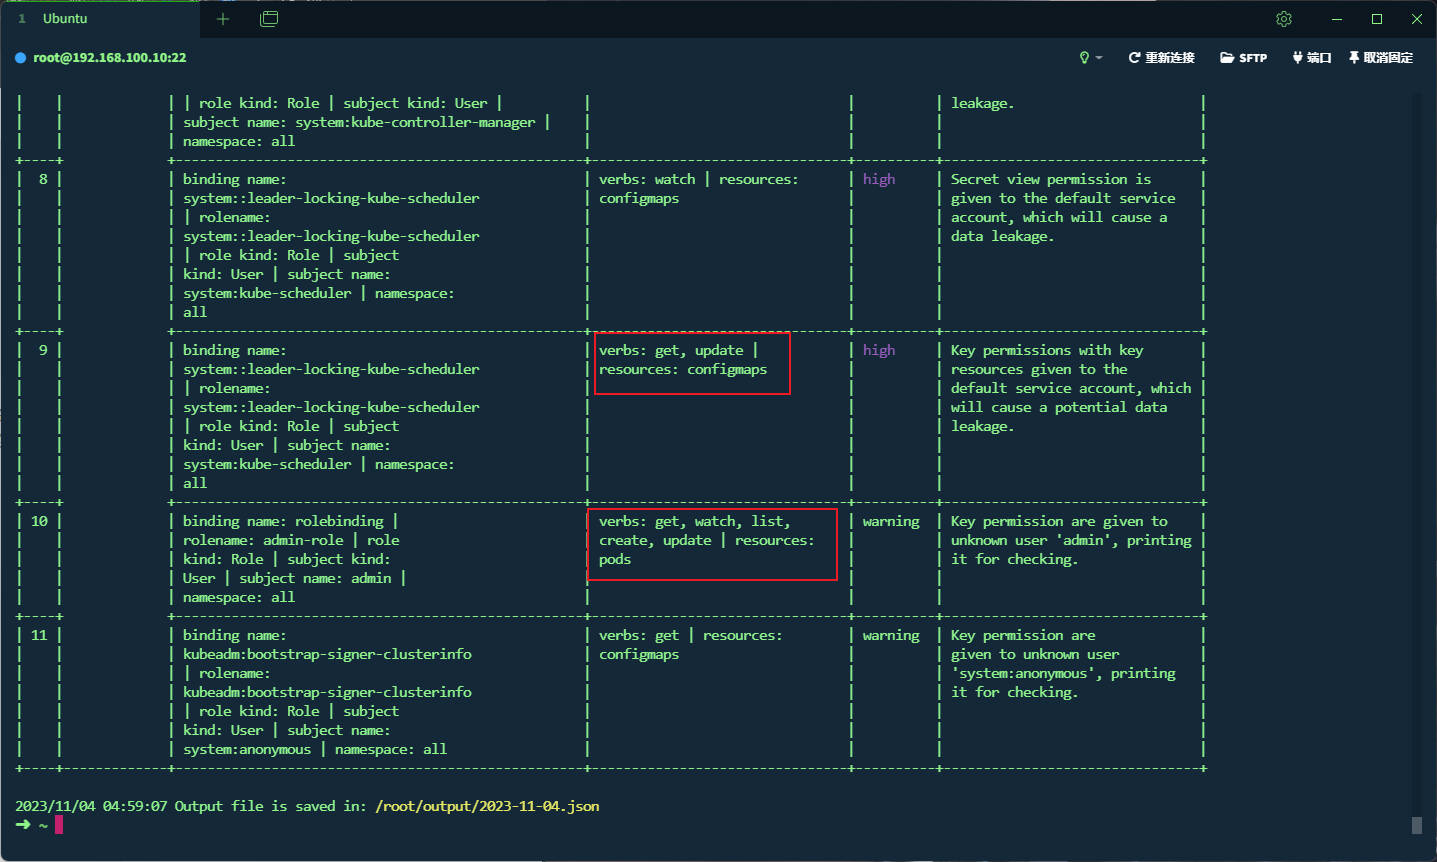 1 Ubuntu
root@192.168.100.10:22 重新连接 SFTP 端口 取消固定
| | | | role kind: Role | subject kind: User | | | | leakage. |
| | | subject name: system:kube-controller-manager | | | | |
| | | namespace: all | | | |
| 8 | | binding name: | verbs: watch | resources: | high | Secret view permission is |
| | | system::leader-locking-kube-scheduler | configmaps | | given to the default service |
| | | | rolename: | | | account, which will cause a |
| | | system::leader-locking-kube-scheduler | | | data leakage. |
| | | | role kind: Role | subject | | | |
| | | kind: User | subject name: | | | |
| | | system:kube-scheduler | namespace: | | | |
| | | all | | | |
| 9 | | binding name: | verbs: get, update | | high | Key permissions with key |
| | | system::leader-locking-kube-scheduler | resources: configmaps | | resources given to the |
| | | | rolename: | | | default service account, which |
| | | system::leader-locking-kube-scheduler | | | will cause a potential data |
| | | | role kind: Role | subject | | | leakage. |
| | | kind: User | subject name: | | | |
| | | system:kube-scheduler | namespace: | | | |
| | | all | | | |
| 10 | | binding name: rolebinding | | verbs: get, watch, list, | warning | Key permission are given to |
| | | rolename: admin-role | role | create, update | resources: | | unknown user 'admin', printing |
| | | kind: Role | subject kind: | pods | | it for checking. |
| | | User | subject name: admin | | | | |
| | | namespace: all | | | |
| 11 | | binding name: | verbs: get | resources: | warning | Key permission are |
| | | kubeadm:bootstrap-signer-clusterinfo | configmaps | | given to unknown user |
| | | | rolename: | | | 'system:anonymous', printing |
| | | kubeadm:bootstrap-signer-clusterinfo | | | it for checking. |
| | | | role kind: Role | subject | | | |
| | | kind: User | subject name: | | | |
| | | system:anonymous | namespace: all | | | |
2023/11/04 04:59:07 Output file is saved in: /root/output/2023-11-04.json
➜ ~